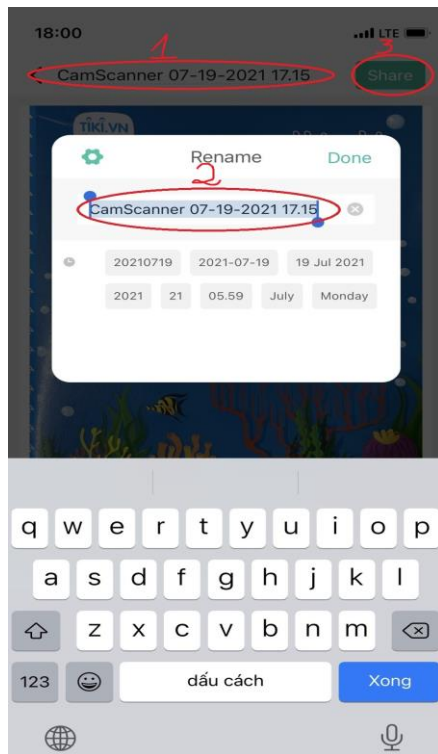 18:00 LTE
1 3
CamScanner 07-19-2021 17.15 Share
TIKI.VN
Rename Done
2
CamScanner 07-19-2021 17.15
20210719 2021-07-19 19 Jul 2021
2021 21 05.59 July Monday
q w e r t y u i o p
a s d f g h j k l
z x c v b n m
123 dấu cách Xong